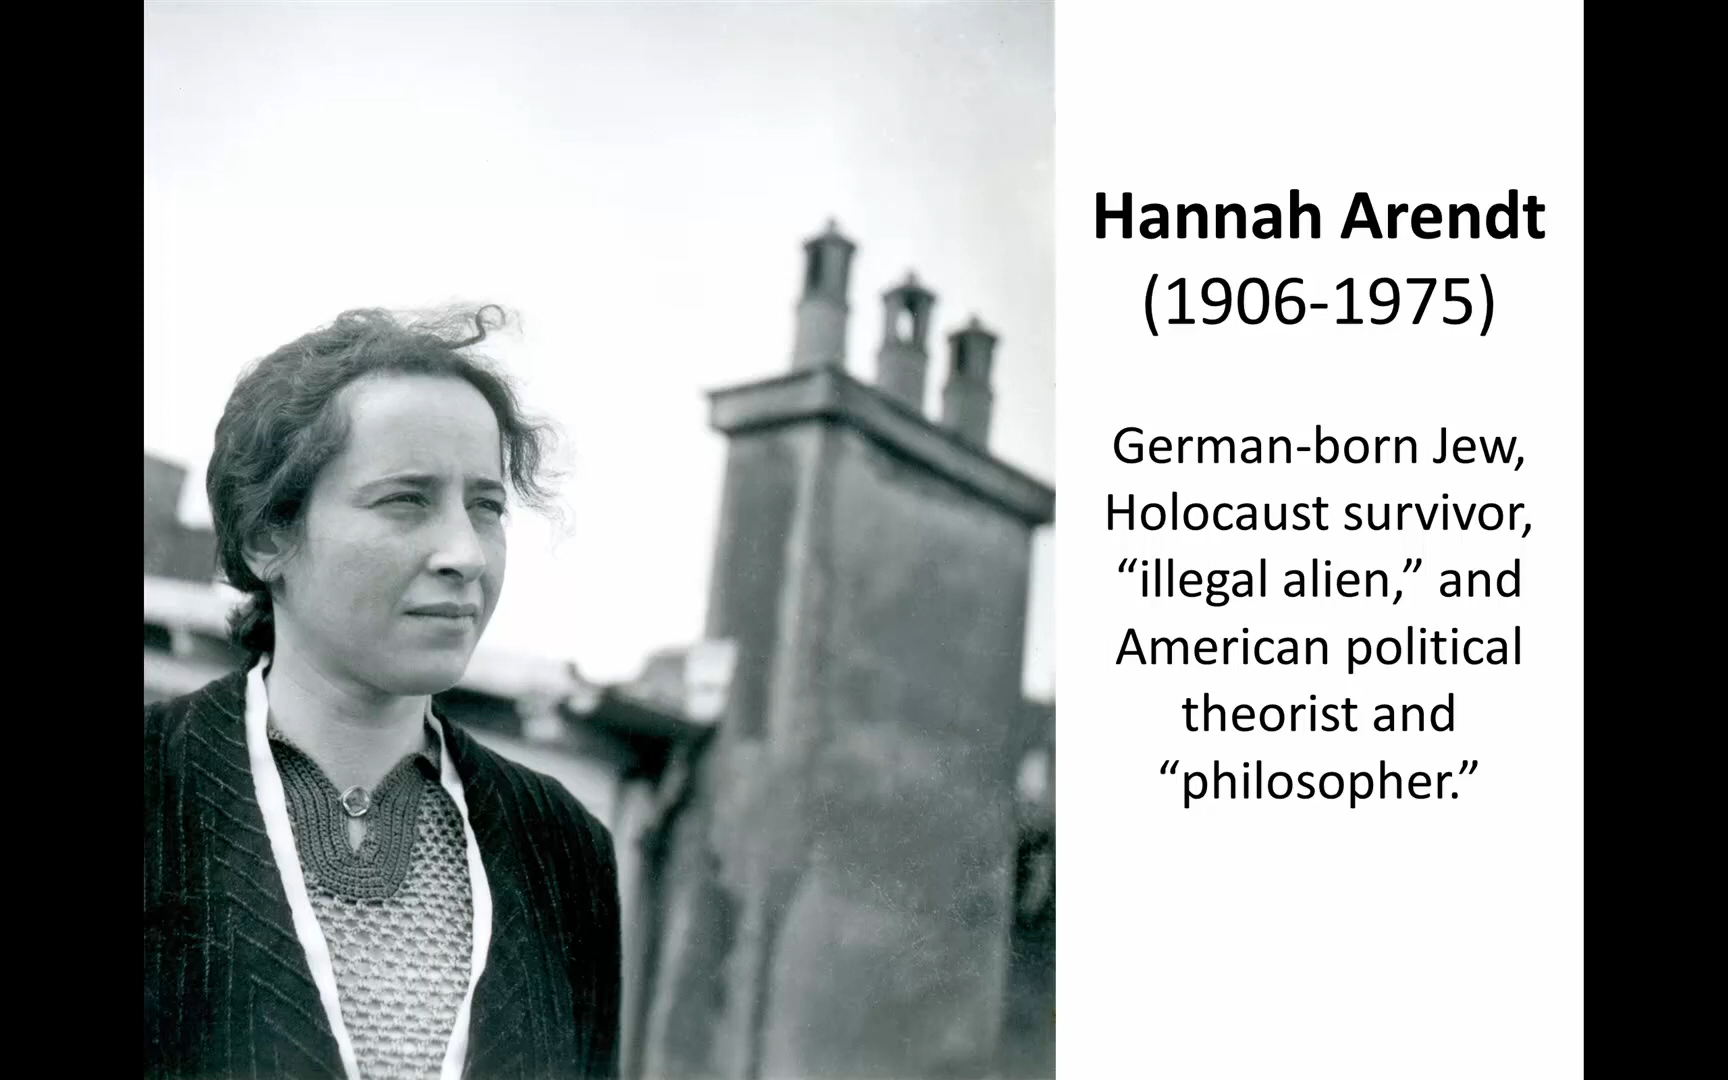 Hannah Arendt
(1906-1975)
German-born Jew,
Holocaust survivor,
“illegal alien,” and
American political
theorist and
“philosopher.”